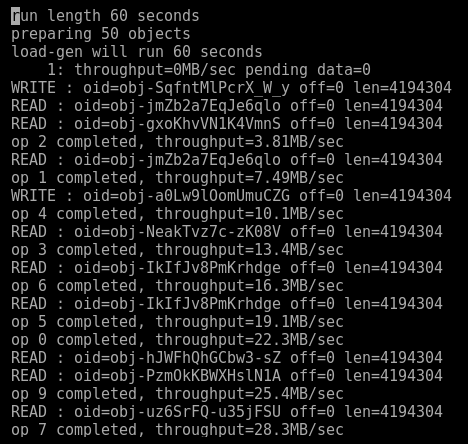 run length 60 seconds
preparing 50 objects
load-gen will run 60 seconds
1: throughput=0MB/sec pending data=0
WRITE : oid=obj-SqfntMlPcrX_W_y off=0 len=4194304
READ : oid=obj-jmZb2a7EqJe6qlo off=0 len=4194304
READ : oid=obj-gxoKhvVN1K4VmnS off=0 len=4194304
op 2 completed, throughput=3.81MB/sec
READ : oid=obj-jmZb2a7EqJe6qlo off=0 len=4194304
op 1 completed, throughput=7.49MB/sec
WRITE : oid=obj-a0Lw9lOomUmuCZG off=0 len=4194304
op 4 completed, throughput=10.1MB/sec
READ : oid=obj-NeakTvz7c-zK08V off=0 len=4194304
op 3 completed, throughput=13.4MB/sec
READ : oid=obj-IkIfJv8PmKrhdge off=0 len=4194304
op 6 completed, throughput=16.3MB/sec
READ : oid=obj-IkIfJv8PmKrhdge off=0 len=4194304
op 5 completed, throughput=19.1MB/sec
op 0 completed, throughput=22.3MB/sec
READ : oid=obj-hJWFhQhGCbw3-sZ off=0 len=4194304
READ : oid=obj-PzmOkKBWXHslN1A off=0 len=4194304
op 9 completed, throughput=25.4MB/sec
READ : oid=obj-uz6SrFQ-u35jFSU off=0 len=4194304
op 7 completed, throughput=28.3MB/sec